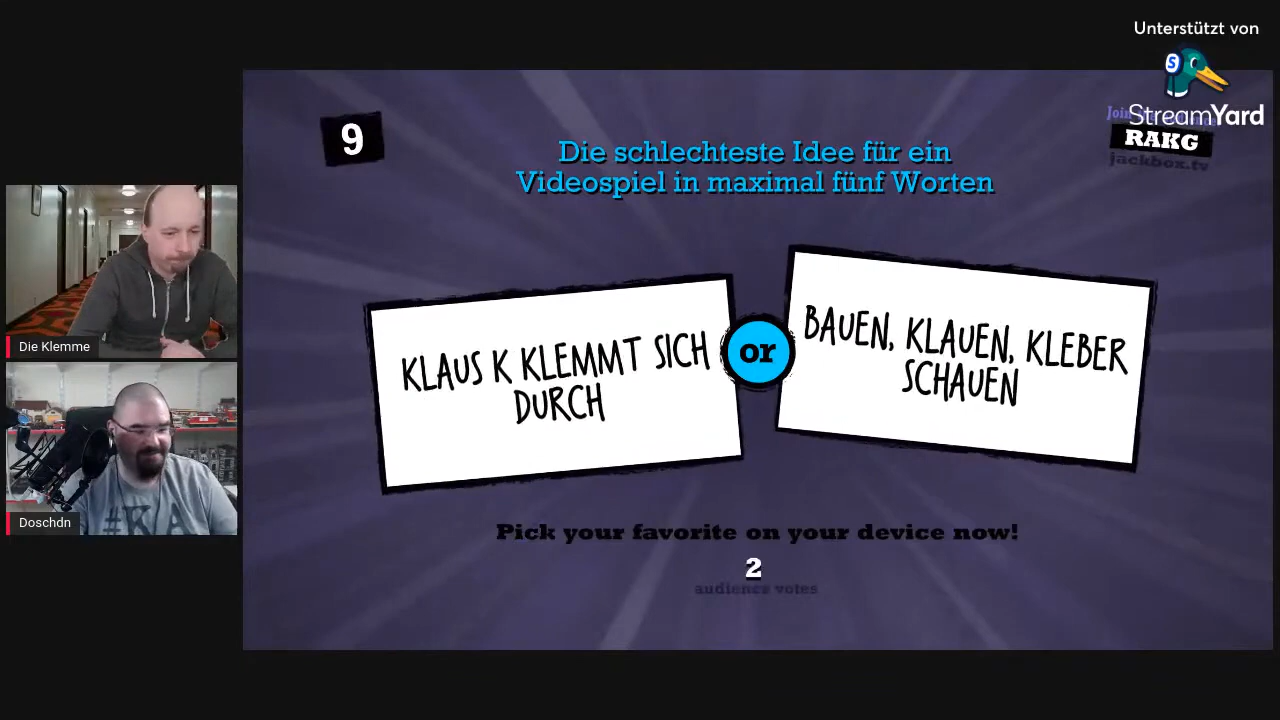 Unterstützt von
StreamYard
9
Die schlechteste Idee für ein
Videospiel in maximal fünf Worten
RAKG
jackbox.tv
KLAUS K KLEMMT SICH
DURCH
or
BAUEN, KLAUEN, KLEBER
SCHAUEN
Die Klemme
Doschdn
#KA
Pick your favorite on your device now!
2
audience votes